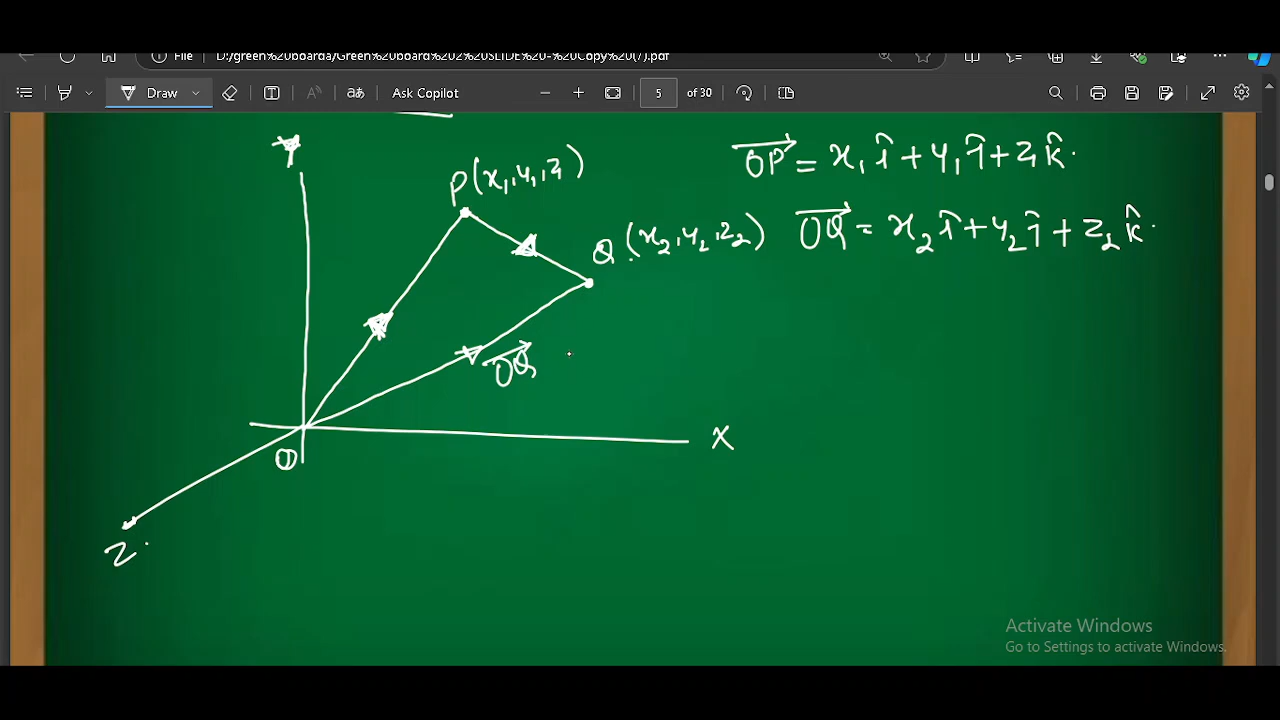 File D:/green%20boarda/Green%20board%202%20SLIDE%20-%20Copy%20(7).pdf
Draw Ask Copilot 5 of 30
Y
P(x₁,y₁,z₁)
OP = x₁î+y₁ĵ+z₁k̂.
Q(x₂,y₂,z₂)
OQ = x₂î+y₂ĵ+z₂k̂.
OQ
X
O
Z
Activate Windows
Go to Settings to activate Windows.